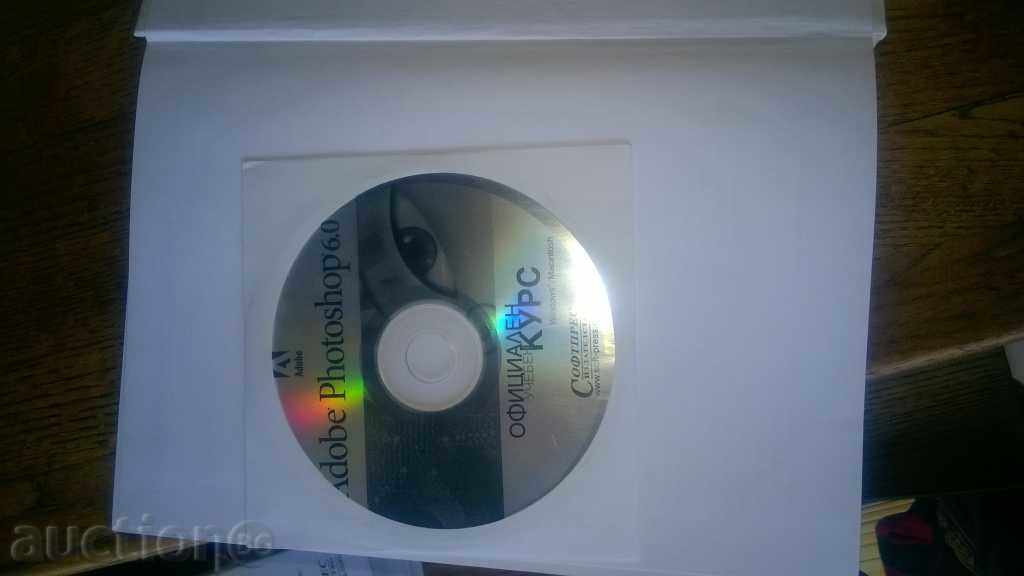 Adobe
Adobe Photoshop 6.0
ОФИЦИАЛЕН
УЧЕБЕН
КУРС
Windows Macintosh
СОФТПРЕС
auction